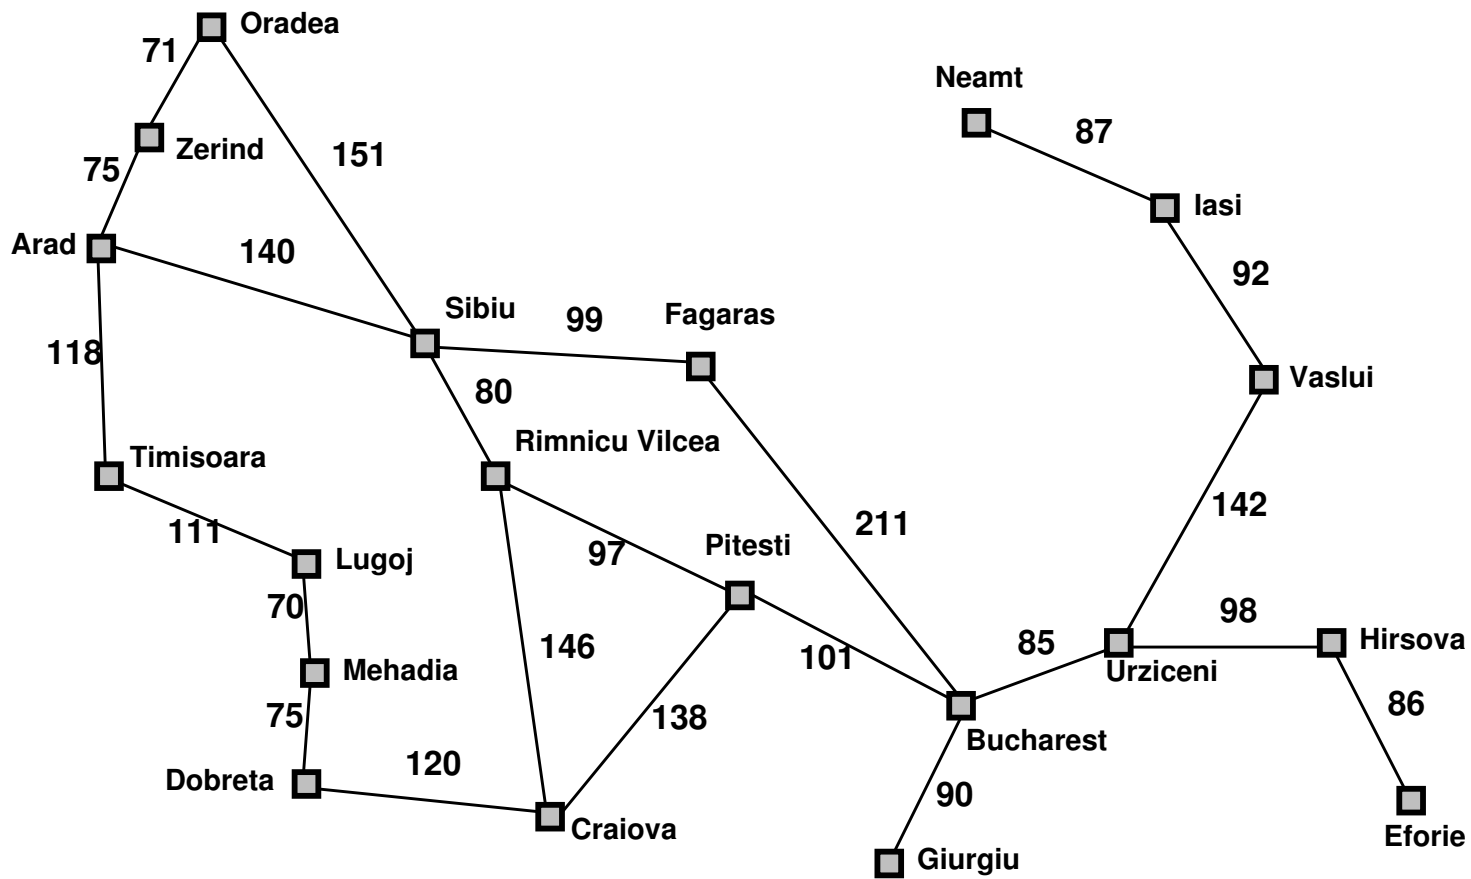 Oradea
71
Neamt
87
Zerind
151
75
Iasi
Arad
140
92
Sibiu
99
Fagaras
118
80
Vaslui
Rimnicu Vilcea
Timisoara
142
211
111
97
Pitesti
Lugoj
70
98
146
85
Hirsova
101
Mehadia
Urziceni
75
138
86
Bucharest
120
Dobreta
90
Craiova
Eforie
Giurgiu